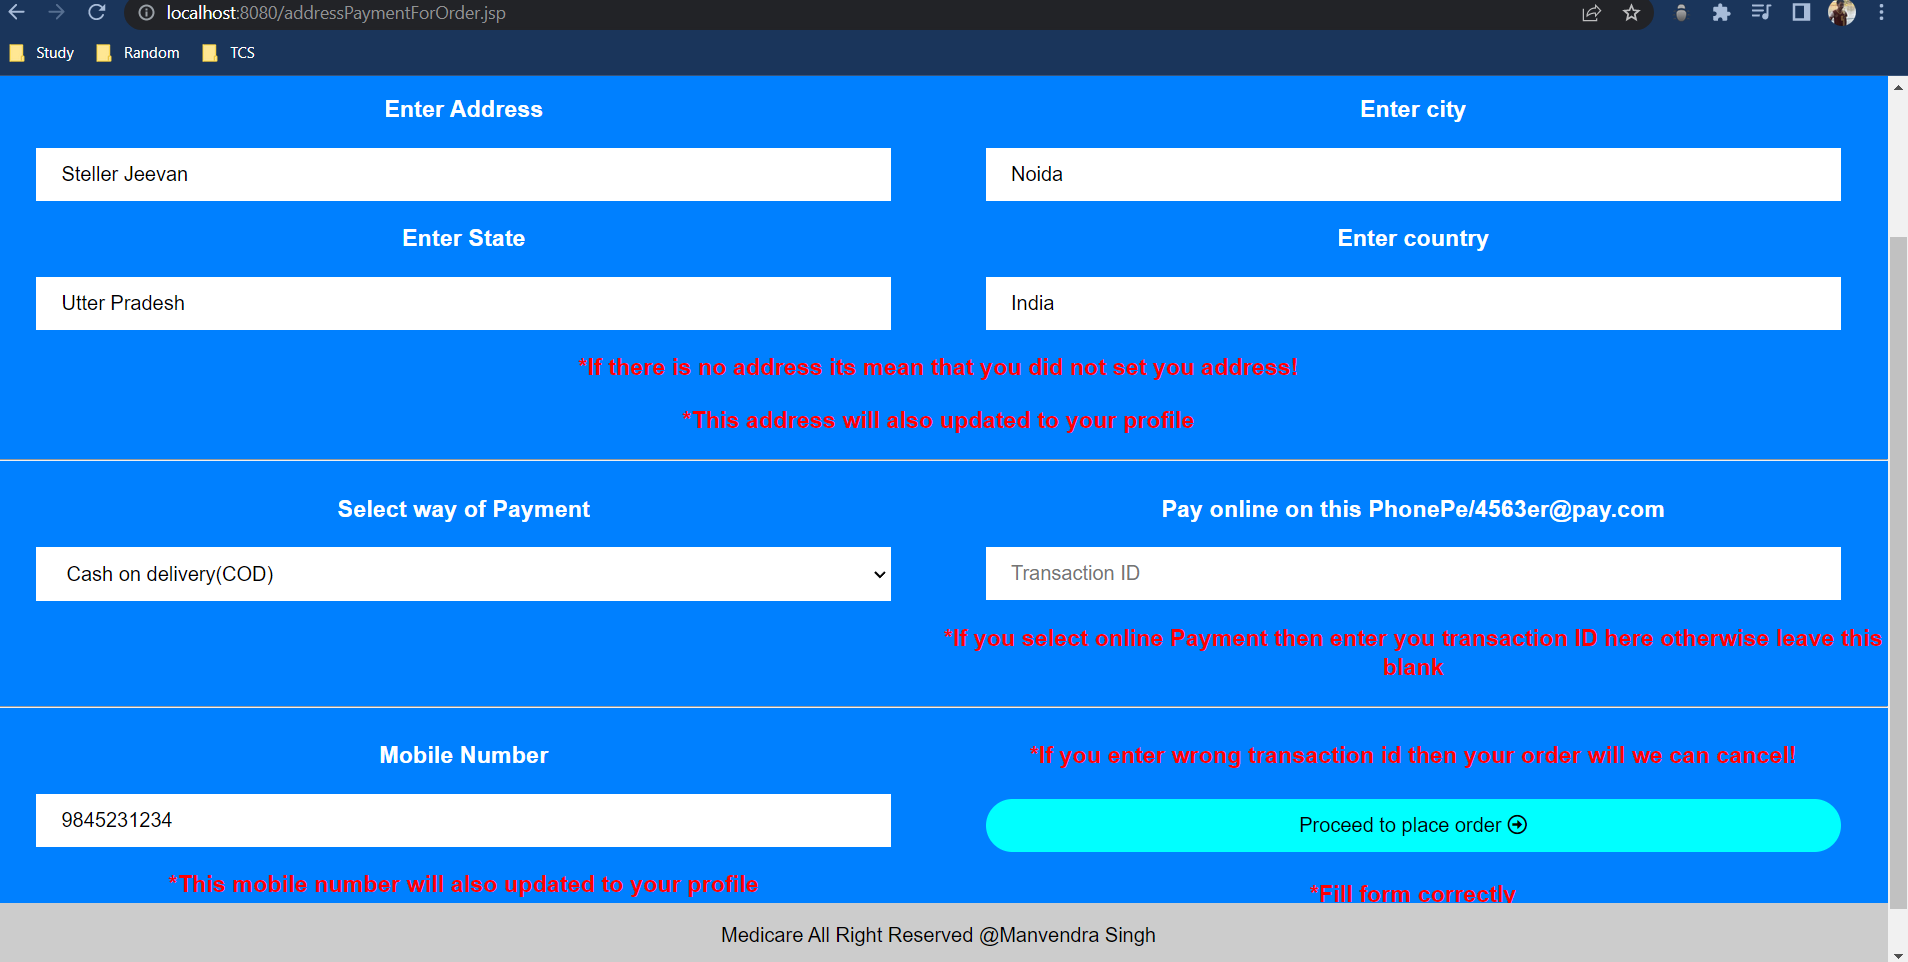 localhost:8080/addressPaymentForOrder.jsp
Study Random TCS
Enter Address
Enter city
Steller Jeevan
Noida
Enter State
Enter country
Utter Pradesh
India
*If there is no address its mean that you did not set you address!
*This address will also updated to your profile
Select way of Payment
Pay online on this PhonePe/4563er@pay.com
Cash on delivery(COD)
Transaction ID
*If you select online Payment then enter you transaction ID here otherwise leave this
blank
Mobile Number
*If you enter wrong transaction id then your order will we can cancel!
9845231234
Proceed to place order
*This mobile number will also updated to your profile
*Fill form correctly
Medicare All Right Reserved @Manvendra Singh